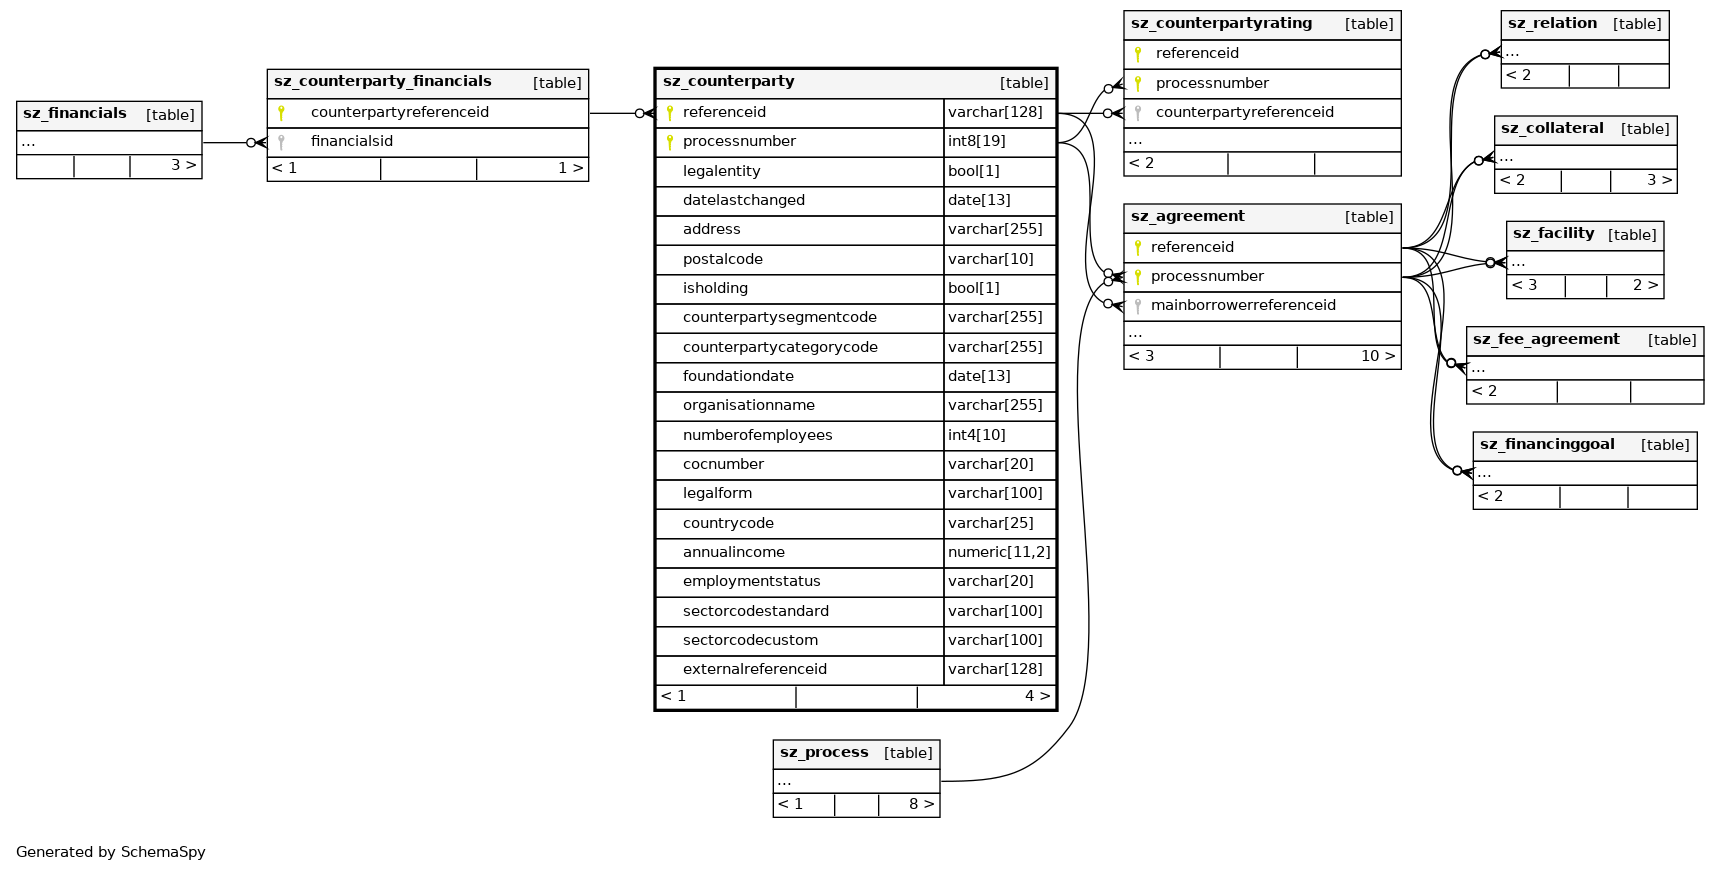 sz_financials [table]
...
3 >
sz_counterparty_financials [table]
counterpartyreferenceid
financialsid
< 1 1 >
sz_counterparty [table]
referenceid varchar[128]
processnumber int8[19]
legalentity bool[1]
datelastchanged date[13]
address varchar[255]
postalcode varchar[10]
isholding bool[1]
counterpartysegmentcode varchar[255]
counterpartycategorycode varchar[255]
foundationdate date[13]
organisationname varchar[255]
numberofemployees int4[10]
cocnumber varchar[20]
legalform varchar[100]
countrycode varchar[25]
annualincome numeric[11,2]
employmentstatus varchar[20]
sectorcodestandard varchar[100]
sectorcodecustom varchar[100]
externalreferenceid varchar[128]
< 1 4 >
sz_process [table]
...
< 1 8 >
sz_counterpartyrating [table]
referenceid
processnumber
counterpartyreferenceid
...
< 2
sz_agreement [table]
referenceid
processnumber
mainborrowerreferenceid
...
< 3 10 >
sz_relation [table]
...
< 2
sz_collateral [table]
...
< 2 3 >
sz_facility [table]
...
< 3 2 >
sz_fee_agreement [table]
...
< 2
sz_financinggoal [table]
...
< 2
Generated by SchemaSpy